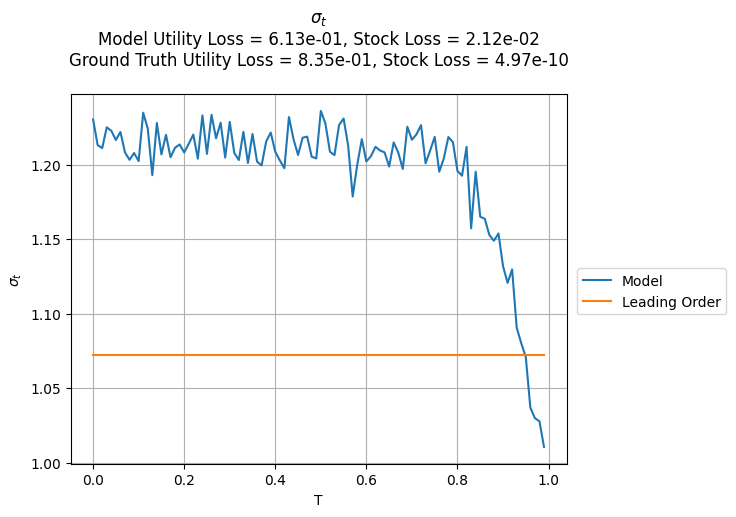 σt
Model Utility Loss = 6.13e-01, Stock Loss = 2.12e-02
Ground Truth Utility Loss = 8.35e-01, Stock Loss = 4.97e-10
1.20
1.15
1.10
1.05
1.00
σt
0.0 0.2 0.4 0.6 0.8 1.0
T
Model
Leading Order